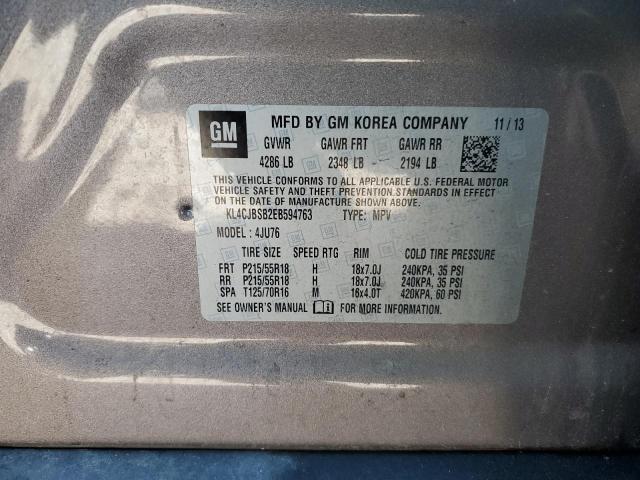 GM
MFD BY GM KOREA COMPANY 11/13
GVWR GAWR FRT GAWR RR
4286 LB 2348 LB 2194 LB
THIS VEHICLE CONFORMS TO ALL APPLICABLE U.S. FEDERAL MOTOR
VEHICLE SAFETY AND THEFT PREVENTION STANDARDS IN EFFECT ON
THE DATE OF MANUFACTURE SHOWN ABOVE.
KL4CJBSB2EB594763 TYPE: MPV
MODEL : 4JU76
TIRE SIZE SPEED RTG RIM COLD TIRE PRESSURE
FRT P215/55R18 H 18x7.0J 240KPA, 35 PSI
RR P215/55R18 H 18x7.0J 240KPA, 35 PSI
SPA T125/70R16 M 16x4.0T 420KPA, 60 PSI
SEE OWNER'S MANUAL FOR MORE INFORMATION.